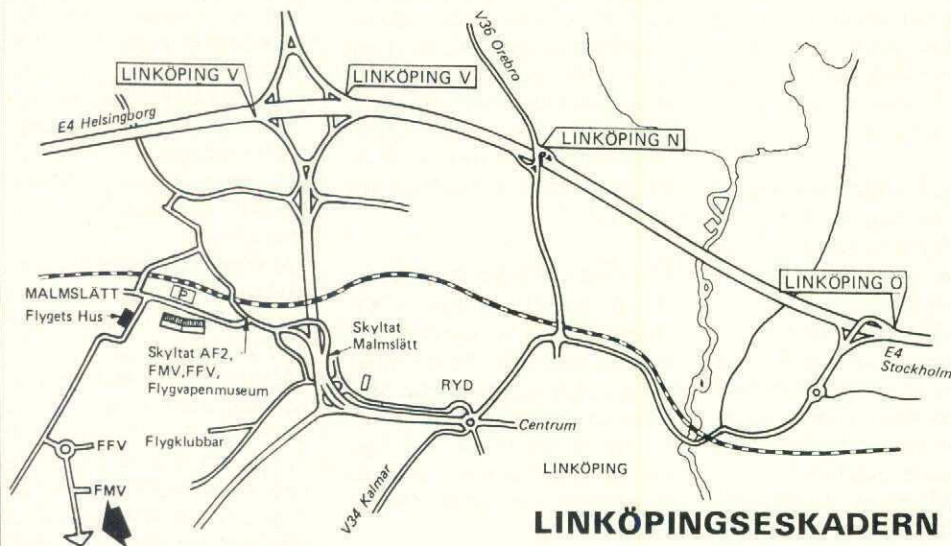 V36 Örebro
LINKÖPING V
LINKÖPING V
E4 Helsingborg
LINKÖPING N
LINKÖPING Ö
E4
Stockholm
MALMSLÄTT
P
Flygets Hus
Skyltat
Malmslätt
Skyltat AF2,
FMV,FFV,
Flygvapenmuseum
RYD
Centrum
Flygklubbar
FFV
FMV
V34 Kalmar
LINKÖPING
LINKÖPINGSESKADERN